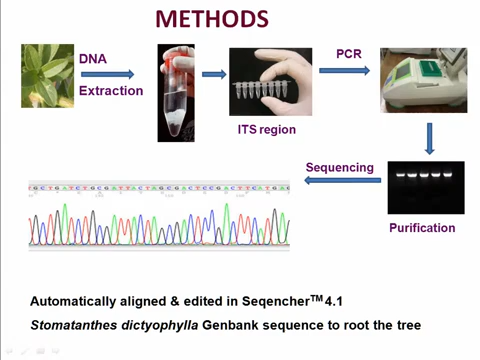 METHODS
DNA
Extraction
PCR
ITS region
Sequencing
Purification
Automatically aligned & edited in Seqencher™ 4.1
Stomatanthes dictyophylla Genbank sequence to root the tree